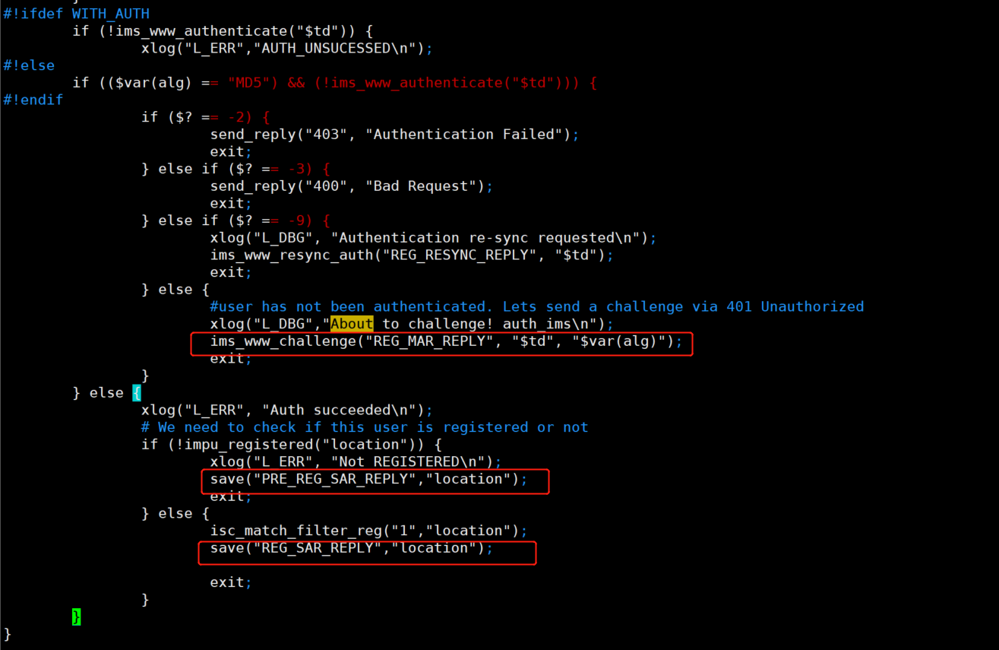 }
#!ifdef WITH_AUTH
        if (!ims_www_authenticate("$td")) {
                xlog("L_ERR","AUTH_UNSUCESSED\n");
#!else
        if (($var(alg) == "MD5") && (!ims_www_authenticate("$td"))) {
#!endif
                if ($? == -2) {
                        send_reply("403", "Authentication Failed");
                        exit;
                } else if ($? == -3) {
                        send_reply("400", "Bad Request");
                        exit;
                } else if ($? == -9) {
                        xlog("L_DBG", "Authentication re-sync requested\n");
                        ims_www_resync_auth("REG_RESYNC_REPLY", "$td");
                        exit;
                } else {
                        #user has not been authenticated. Lets send a challenge via 401 Unauthorized
                        xlog("L_DBG","About to challenge! auth_ims\n");
                        ims_www_challenge("REG_MAR_REPLY", "$td", "$var(alg)");
                        exit;
                }
        } else {
                xlog("L_ERR", "Auth succeeded\n");
                # We need to check if this user is registered or not
                if (!impu_registered("location")) {
                        xlog("L_ERR", "Not REGISTERED\n");
                        save("PRE_REG_SAR_REPLY","location");
                        exit;
                } else {
                        isc_match_filter_reg("1","location");
                        save("REG_SAR_REPLY","location");
                        exit;
                }
        }
}